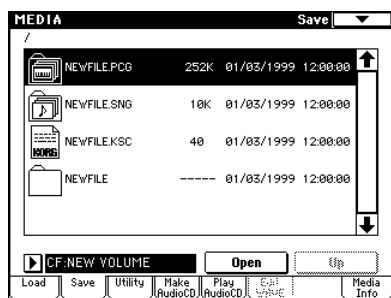 MEDIA Save
/
NEWFILE.PCG 252K 01/03/1999 12:00:00
NEWFILE.SNG 10K 01/03/1999 12:00:00
KORG NEWFILE.KSC 40 01/03/1999 12:00:00
NEWFILE ----- 01/03/1999 12:00:00
CF:NEW VOLUME Open Up
Load Save Utility Make AudioCD Play AudioCD Media Info